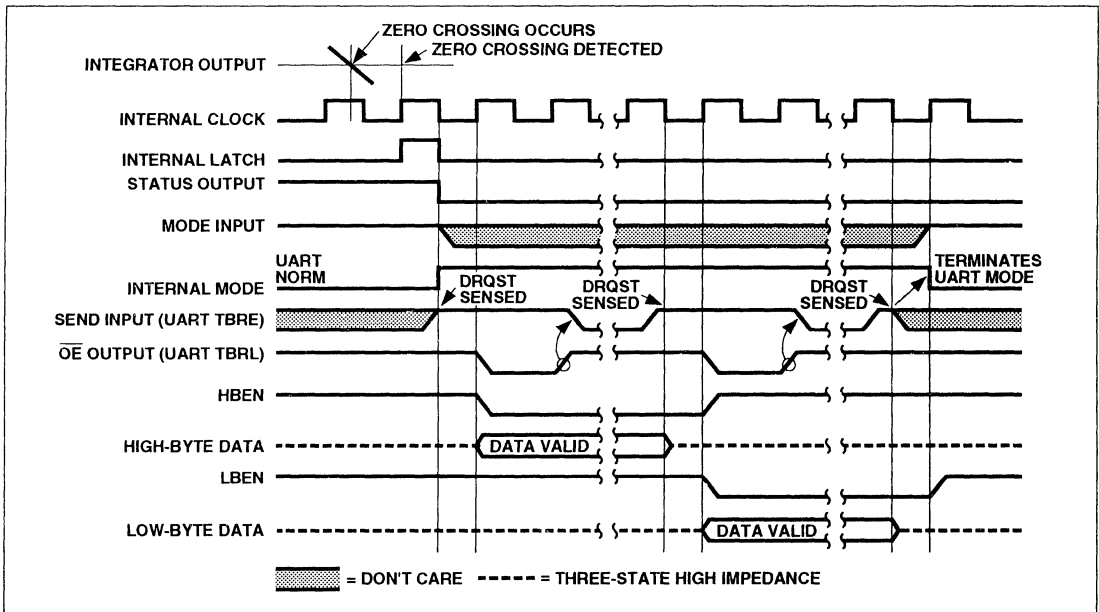 ZERO CROSSING OCCURS
ZERO CROSSING DETECTED
INTEGRATOR OUTPUT
INTERNAL CLOCK
INTERNAL LATCH
STATUS OUTPUT
MODE INPUT
UART
NORM
TERMINATES
UART MODE
INTERNAL MODE
DRQST
SENSED
DRQST
SENSED
DRQST
SENSED
SEND INPUT (UART TBRE)
OE OUTPUT (UART TBRL)
HBEN
HIGH-BYTE DATA
DATA VALID
LBEN
LOW-BYTE DATA
DATA VALID
= DON'T CARE
= THREE-STATE HIGH IMPEDANCE